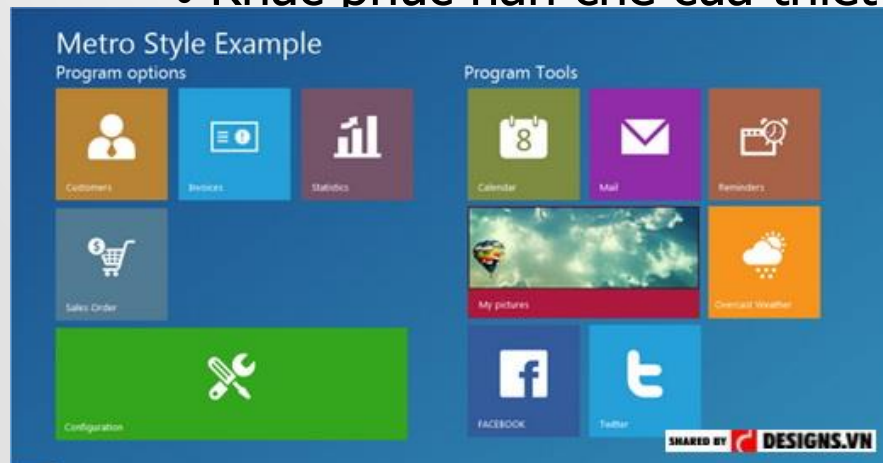 Metro Style Example
Program options
Program Tools
Customers
Invoices
Statistics
8
Calendar
Mail
Reminders
Sales Order
My pictures
Overcast Weather
Configuration
FACEBOOK
Twitter
SHARED BY DESIGNS.VN